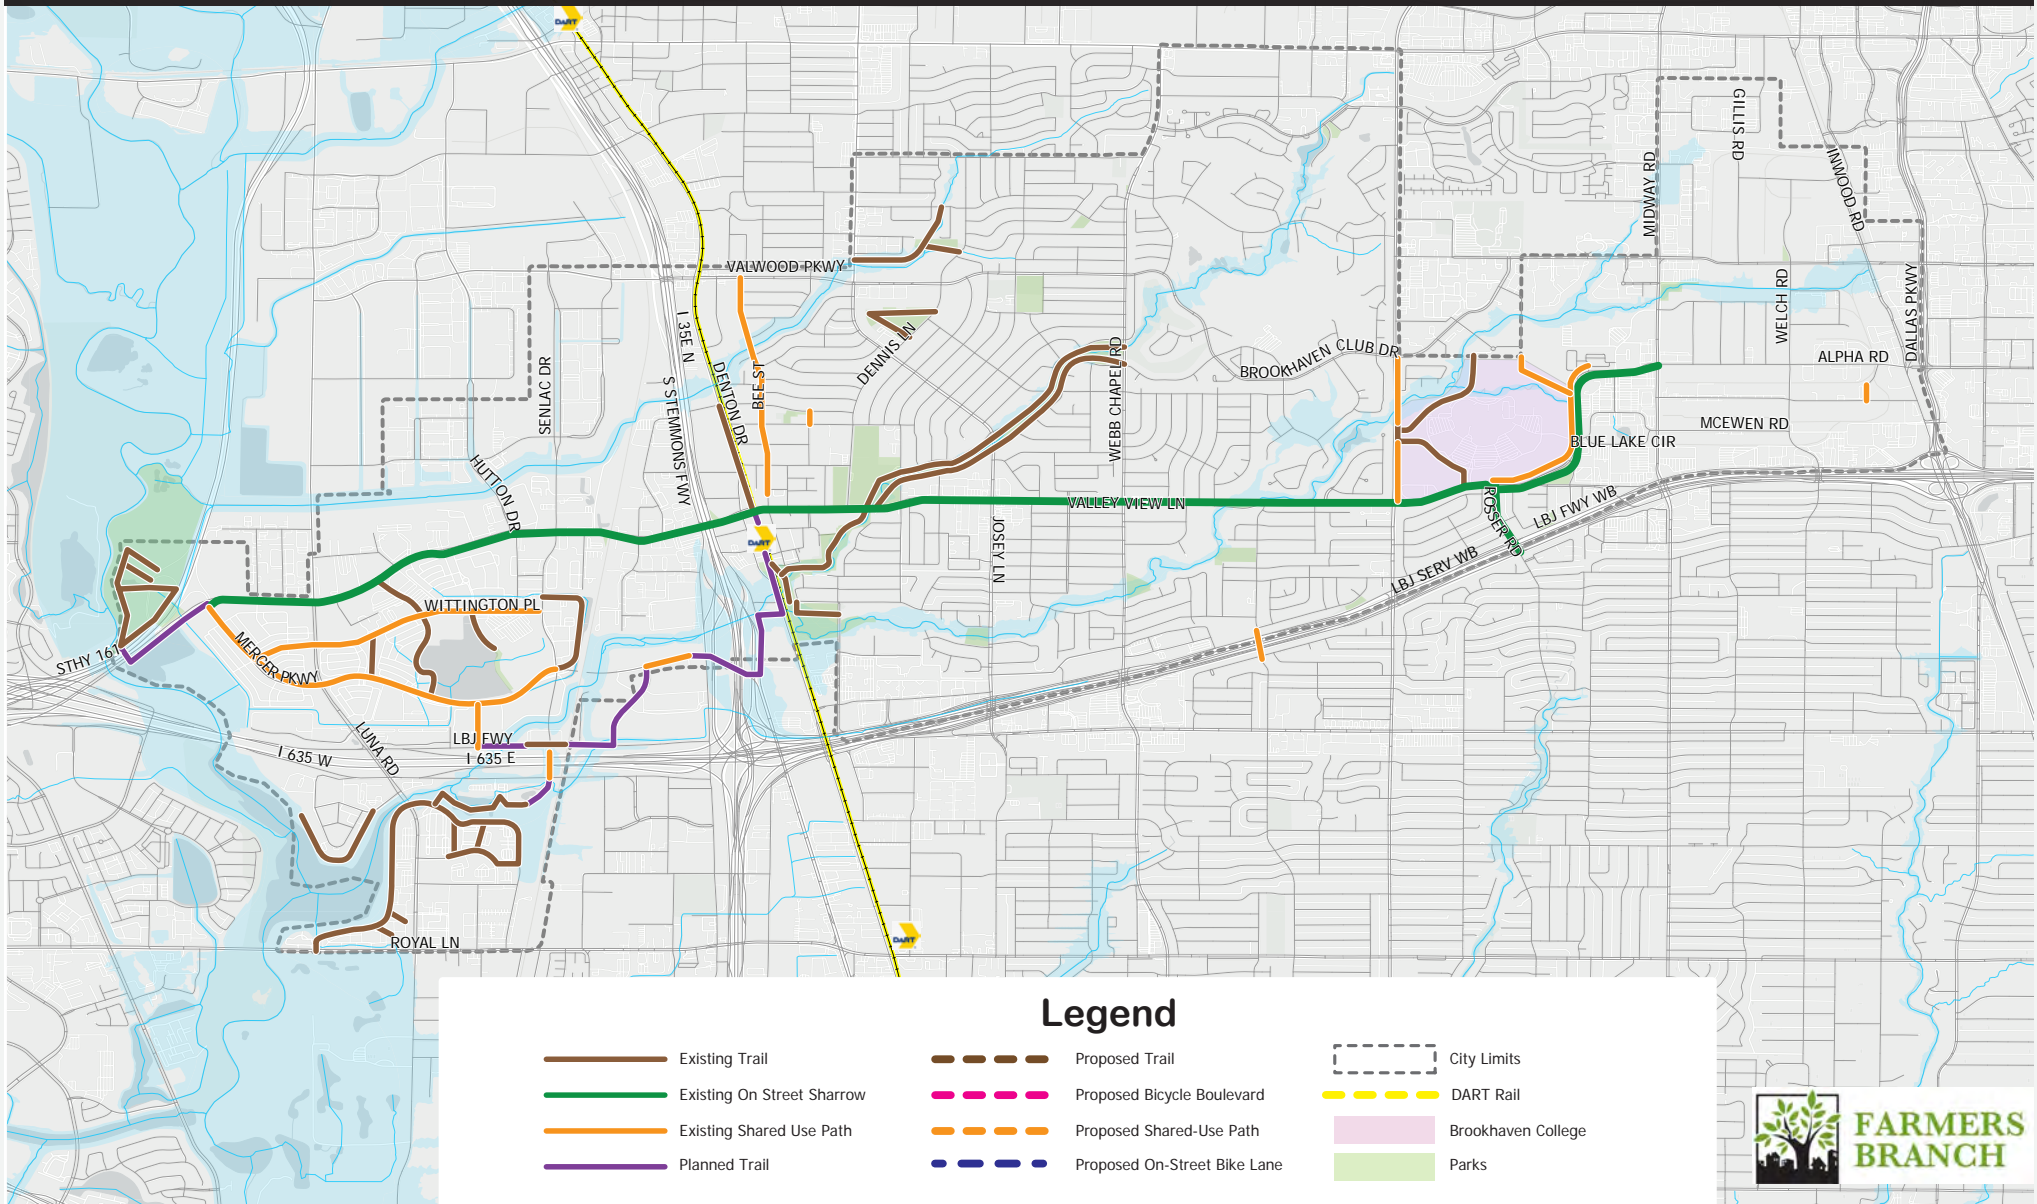 DART
GILLIS RD
MIDWAY RD
INWOOD RD
VALWOOD PKWY
WELCH RD
DALLAS PKWY
I 35E N
SENLAC DR
DENTON DR
BEE ST
DENNIS LN
WEBB CHAPEL RD
BROOKHAVEN CLUB DR
ALPHA RD
S STEMMONS FWY
MCEWEN RD
BLUE LAKE CIR
HUTTON DR
VALLEY VIEW LN
ROSSER RD
LBJ FWY WB
DART
JOSEY LN
LBJ SERV WB
WITTINGTON PL
MERCER PKWY
STHY 161
LUNA RD
LBJ FWY
I 635 W
I 635 E
DART
ROYAL LN
Legend
Existing Trail
Existing On Street Sharrow
Existing Shared Use Path
Planned Trail
Proposed Trail
Proposed Bicycle Boulevard
Proposed Shared-Use Path
Proposed On-Street Bike Lane
City Limits
DART Rail
Brookhaven College
Parks
FARMERS
BRANCH